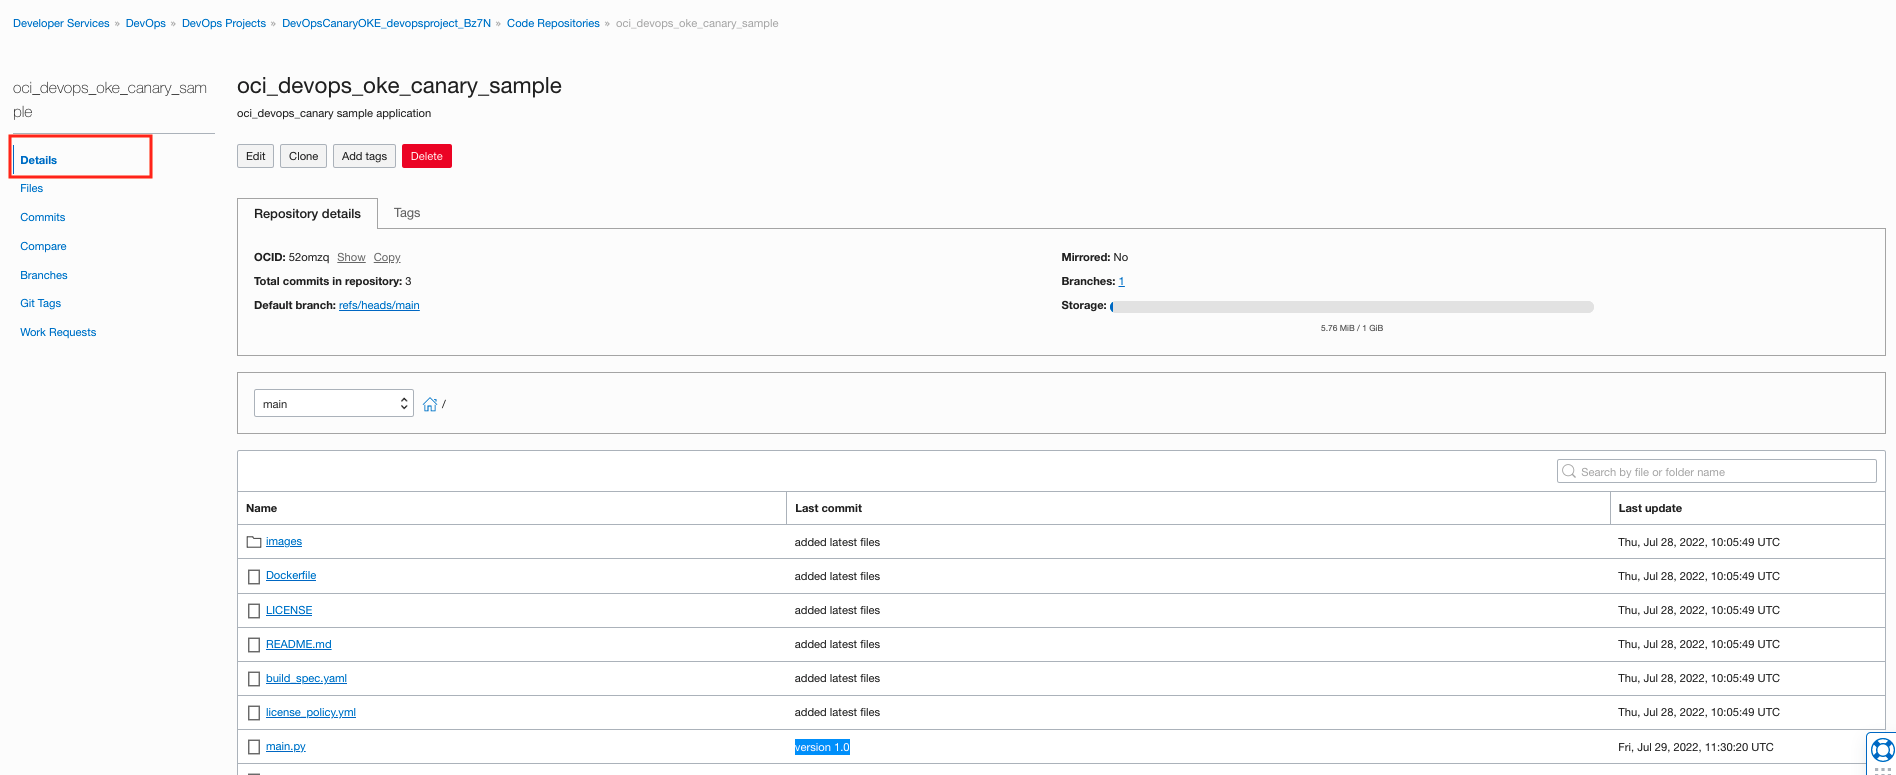 Developer Services » DevOps » DevOps Projects » DevOpsCanaryOKE_devopsproject_Bz7N » Code Repositories » oci_devops_oke_canary_sample
oci_devops_oke_canary_sam
ple
Details
Files
Commits
Compare
Branches
Git Tags
Work Requests
oci_devops_oke_canary_sample
oci_devops_canary sample application
Edit Clone Add tags Delete
Repository details Tags
OCID: 52omzq Show Copy
Total commits in repository: 3
Default branch: refs/heads/main
Mirrored: No
Branches: 1
Storage:
5.76 MiB / 1 GiB
main /
Search by file or folder name
Name Last commit Last update
images added latest files Thu, Jul 28, 2022, 10:05:49 UTC
Dockerfile added latest files Thu, Jul 28, 2022, 10:05:49 UTC
LICENSE added latest files Thu, Jul 28, 2022, 10:05:49 UTC
README.md added latest files Thu, Jul 28, 2022, 10:05:49 UTC
build_spec.yaml added latest files Thu, Jul 28, 2022, 10:05:49 UTC
license_policy.yml added latest files Thu, Jul 28, 2022, 10:05:49 UTC
main.py version 1.0 Fri, Jul 29, 2022, 11:30:20 UTC